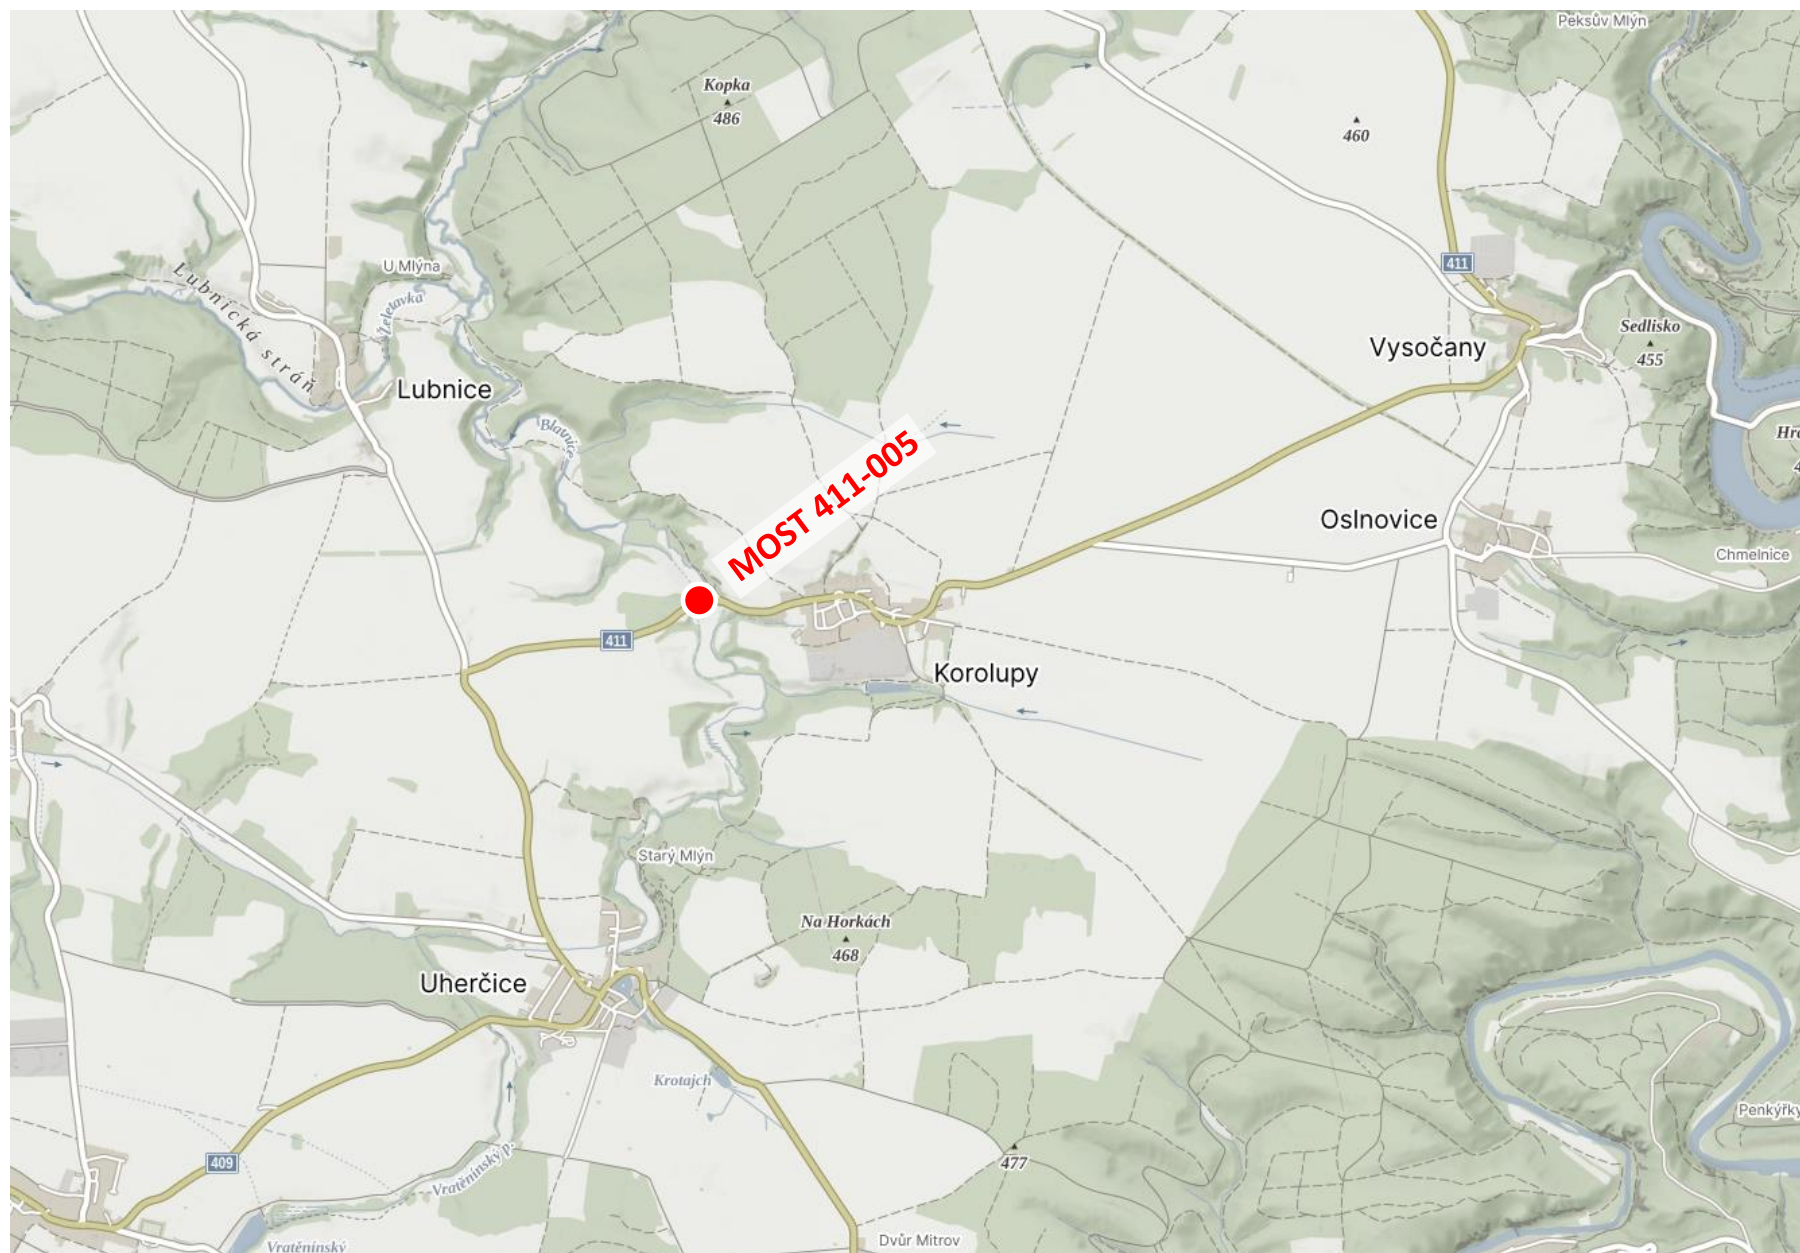 Peksův Mlýn
Kopka
486
460
U Mlýna
Lubnická stráň
Želetavka
411
Sedlisko
455
Vysočany
Lubnice
Blatnice
MOST 411-005
Oslnovice
Chmelnice
411
Korolupy
Starý Mlýn
Na Horkách
468
Uherčice
Krotajch
Penkýřky
477
409
Vratěnínský p.
Dvůr Mitrov
Vratěnínský